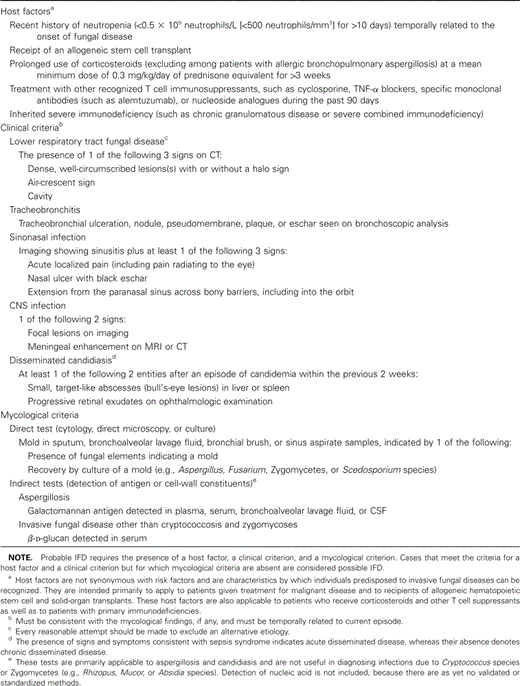 Host factorsa
Recent history of neutropenia (<0.5 × 10⁹ neutrophils/L [<500 neutrophils/mm³] for >10 days) temporally related to the
onset of fungal disease
Receipt of an allogeneic stem cell transplant
Prolonged use of corticosteroids (excluding among patients with allergic bronchopulmonary aspergillosis) at a mean
minimum dose of 0.3 mg/kg/day of prednisone equivalent for >3 weeks
Treatment with other recognized T cell immunosuppressants, such as cyclosporine, TNF-α blockers, specific monoclonal
antibodies (such as alemtuzumab), or nucleoside analogues during the past 90 days
Inherited severe immunodeficiency (such as chronic granulomatous disease or severe combined immunodeficiency)
Clinical criteriab
Lower respiratory tract fungal diseasec
The presence of 1 of the following 3 signs on CT:
Dense, well-circumscribed lesions(s) with or without a halo sign
Air-crescent sign
Cavity
Tracheobronchitis
Tracheobronchial ulceration, nodule, pseudomembrane, plaque, or eschar seen on bronchoscopic analysis
Sinonasal infection
Imaging showing sinusitis plus at least 1 of the following 3 signs:
Acute localized pain (including pain radiating to the eye)
Nasal ulcer with black eschar
Extension from the paranasal sinus across bony barriers, including into the orbit
CNS infection
1 of the following 2 signs:
Focal lesions on imaging
Meningeal enhancement on MRI or CT
Disseminated candidiasisd
At least 1 of the following 2 entities after an episode of candidemia within the previous 2 weeks:
Small, target-like abscesses (bull's-eye lesions) in liver or spleen
Progressive retinal exudates on ophthalmologic examination
Mycological criteria
Direct test (cytology, direct microscopy, or culture)
Mold in sputum, bronchoalveolar lavage fluid, bronchial brush, or sinus aspirate samples, indicated by 1 of the following:
Presence of fungal elements indicating a mold
Recovery by culture of a mold (e.g., Aspergillus, Fusarium, Zygomycetes, or Scedosporium species)
Indirect tests (detection of antigen or cell-wall constituents)e
Aspergillosis
Galactomannan antigen detected in plasma, serum, bronchoalveolar lavage fluid, or CSF
Invasive fungal disease other than cryptococcosis and zygomycoses
β-D-glucan detected in serum
NOTE. Probable IFD requires the presence of a host factor, a clinical criterion, and a mycological criterion. Cases that meet the criteria for
a host factor and a clinical criterion but for which mycological criteria are absent are considered possible IFD.
a Host factors are not synonymous with risk factors and are characteristics by which individuals predisposed to invasive fungal diseases can be
recognized. They are intended primarily to apply to patients given treatment for malignant disease and to recipients of allogeneic hematopoietic
stem cell and solid-organ transplants. These host factors are also applicable to patients who receive corticosteroids and other T cell suppressants
as well as to patients with primary immunodeficiencies.
b Must be consistent with the mycological findings, if any, and must be temporally related to current episode.
c Every reasonable attempt should be made to exclude an alternative etiology.
d The presence of signs and symptoms consistent with sepsis syndrome indicates acute disseminated disease, whereas their absence denotes
chronic disseminated disease.
e These tests are primarily applicable to aspergillosis and candidiasis and are not useful in diagnosing infections due to Cryptococcus species
or Zygomycetes (e.g., Rhizopus, Mucor, or Absidia species). Detection of nucleic acid is not included, because there are as yet no validated or
standardized methods.